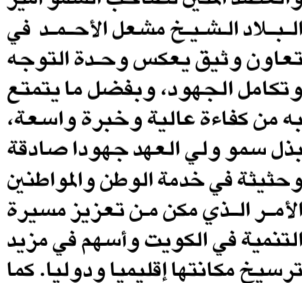 البلاد الشيخ مشعل الأحمد في
تعاون وثيق يعكس وحدة التوجه
وتكامل الجهود، وبفضل ما يتمتع
به من كفاءة عالية وخبرة واسعة،
بذل سمو ولي العهد جهودا صادقة
وحثيثة في خدمة الوطن والمواطنين
الأمر الذي مكن من تعزيز مسيرة
التنمية في الكويت وأسهم في مزيد
ترسيخ مكانتها إقليميا ودوليا. كما